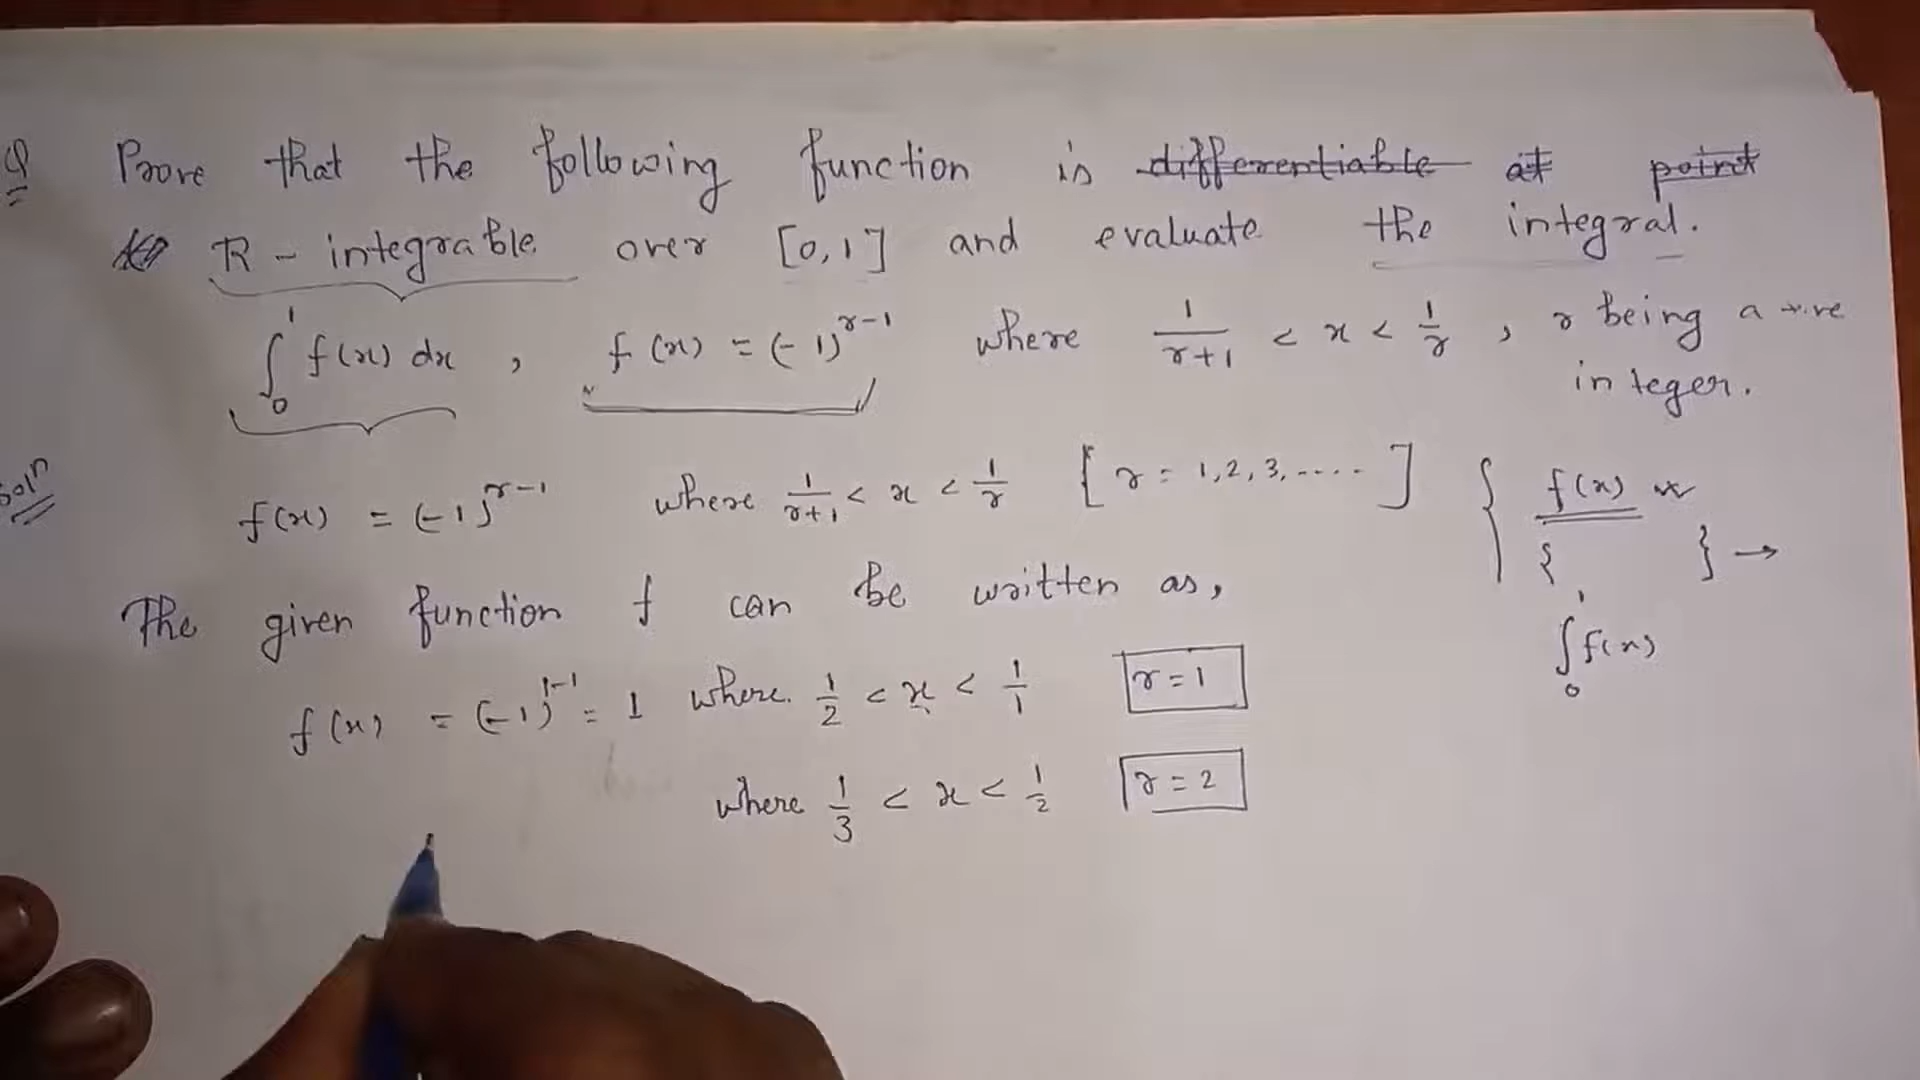 Q Prove that the following function is differentiable at point
R - integrable over [0,1] and evaluate the integral.
∫₀¹ f(x) dx , f(x) = (-1)^{r-1} where 1/(r+1) < x < 1/r , r being a +ive
integer.
Solⁿ f(x) = (-1)^{r-1} where 1/(r+1) < x < 1/r [ r = 1,2,3,.... ] { f(x)
{ } →
The given function f can be written as,
∫₀¹ f(x)
f(x) = (-1)^{1-1} = 1 where. 1/2 < x < 1/1 r = 1
where 1/3 < x < 1/2 r = 2